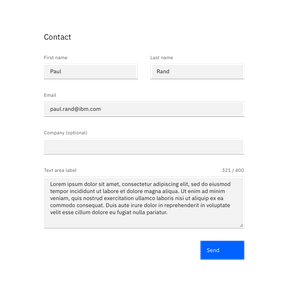 Contact
First name
Last name
Paul
Rand
Email
paul.rand@ibm.com
Company (optional)
Text area label
321 / 400
Lorem ipsum dolor sit amet, consectetur adipiscing elit, sed do eiusmod
tempor incididunt ut labore et dolore magna aliqua. Ut enim ad minim
veniam, quis nostrud exercitation ullamco laboris nisi ut aliquip ex ea
commodo consequat. Duis aute irure dolor in reprehenderit in voluptate
velit esse cillum dolore eu fugiat nulla pariatur.
Send